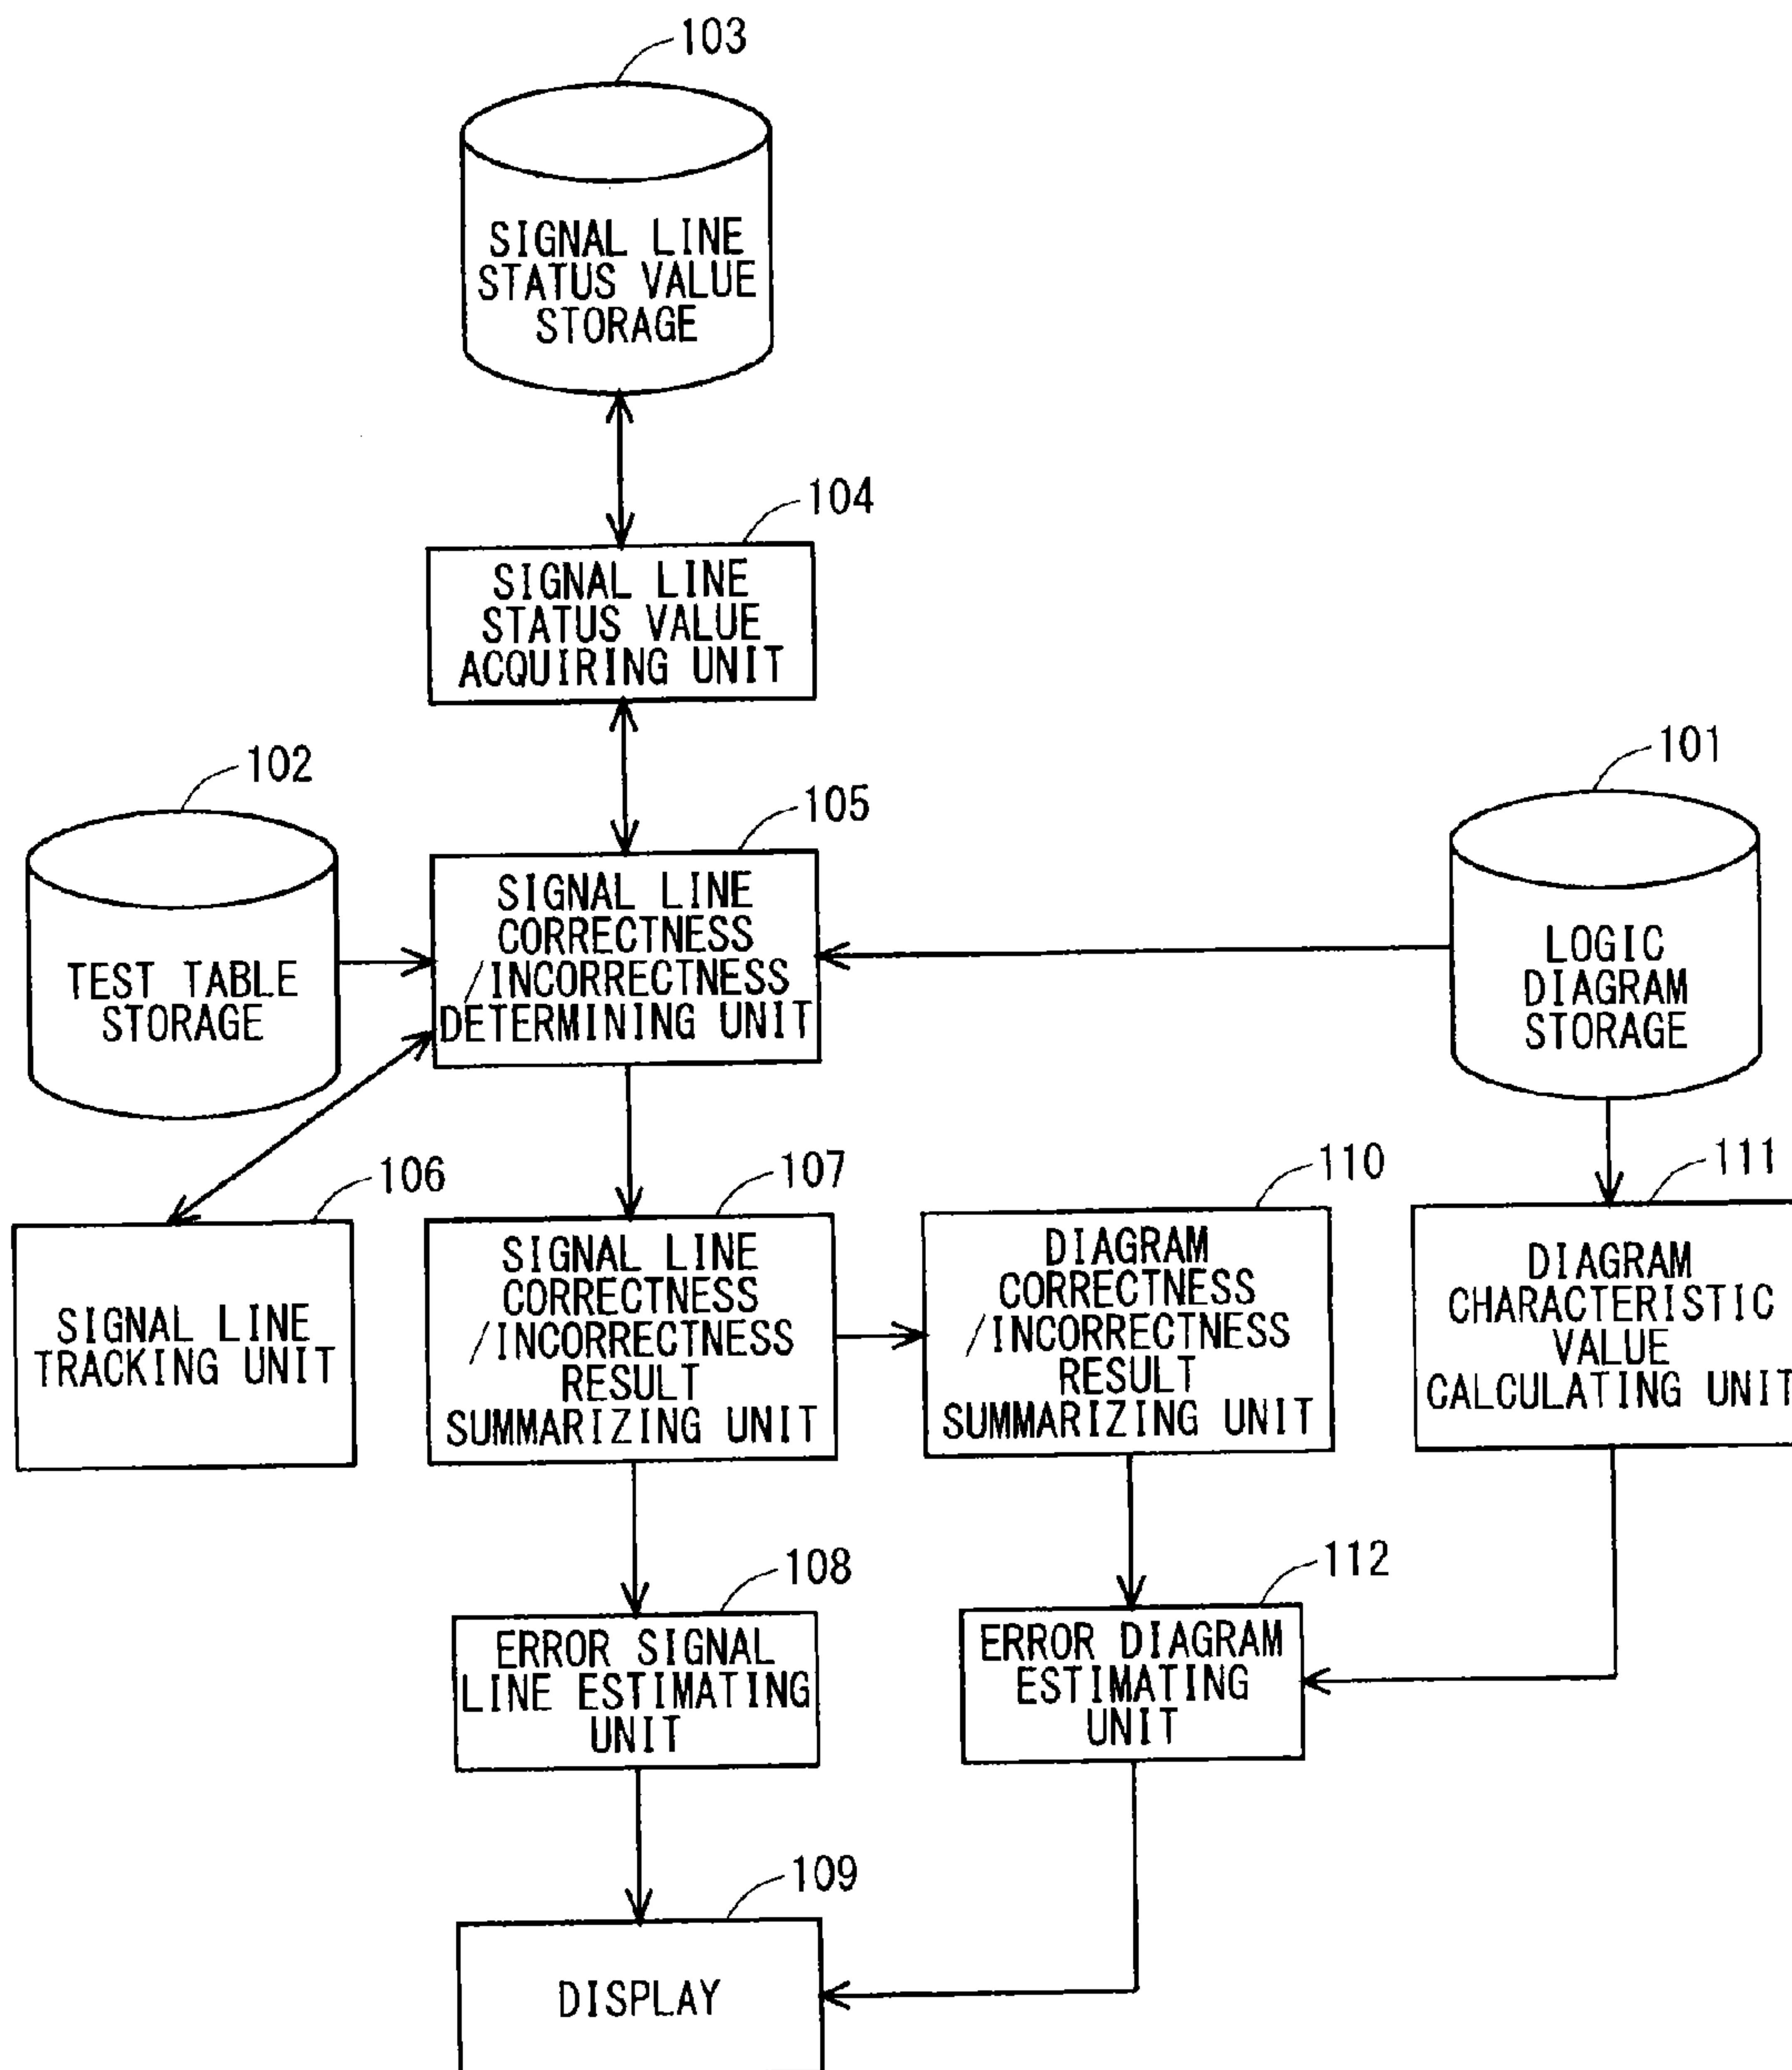 103
SIGNAL LINE
STATUS VALUE
STORAGE
104
SIGNAL LINE
STATUS VALUE
ACQUIRING UNIT
102
TEST TABLE
STORAGE
105
SIGNAL LINE
CORRECTNESS
/INCORRECTNESS
DETERMINING UNIT
101
LOGIC
DIAGRAM
STORAGE
106
SIGNAL LINE
TRACKING UNIT
107
SIGNAL LINE
CORRECTNESS
/INCORRECTNESS
RESULT
SUMMARIZING UNIT
110
DIAGRAM
CORRECTNESS
/INCORRECTNESS
RESULT
SUMMARIZING UNIT
111
DIAGRAM
CHARACTERISTIC
VALUE
CALCULATING UNIT
108
ERROR SIGNAL
LINE ESTIMATING
UNIT
112
ERROR DIAGRAM
ESTIMATING
UNIT
109
DISPLAY